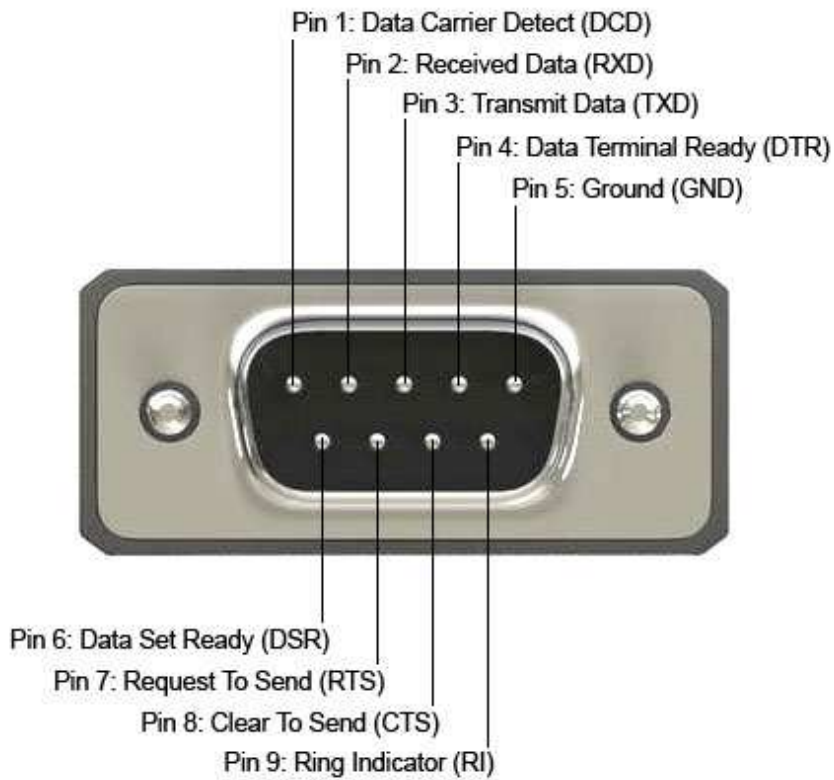 Pin 1: Data Carrier Detect (DCD)
Pin 2: Received Data (RXD)
Pin 3: Transmit Data (TXD)
Pin 4: Data Terminal Ready (DTR)
Pin 5: Ground (GND)
Pin 6: Data Set Ready (DSR)
Pin 7: Request To Send (RTS)
Pin 8: Clear To Send (CTS)
Pin 9: Ring Indicator (RI)